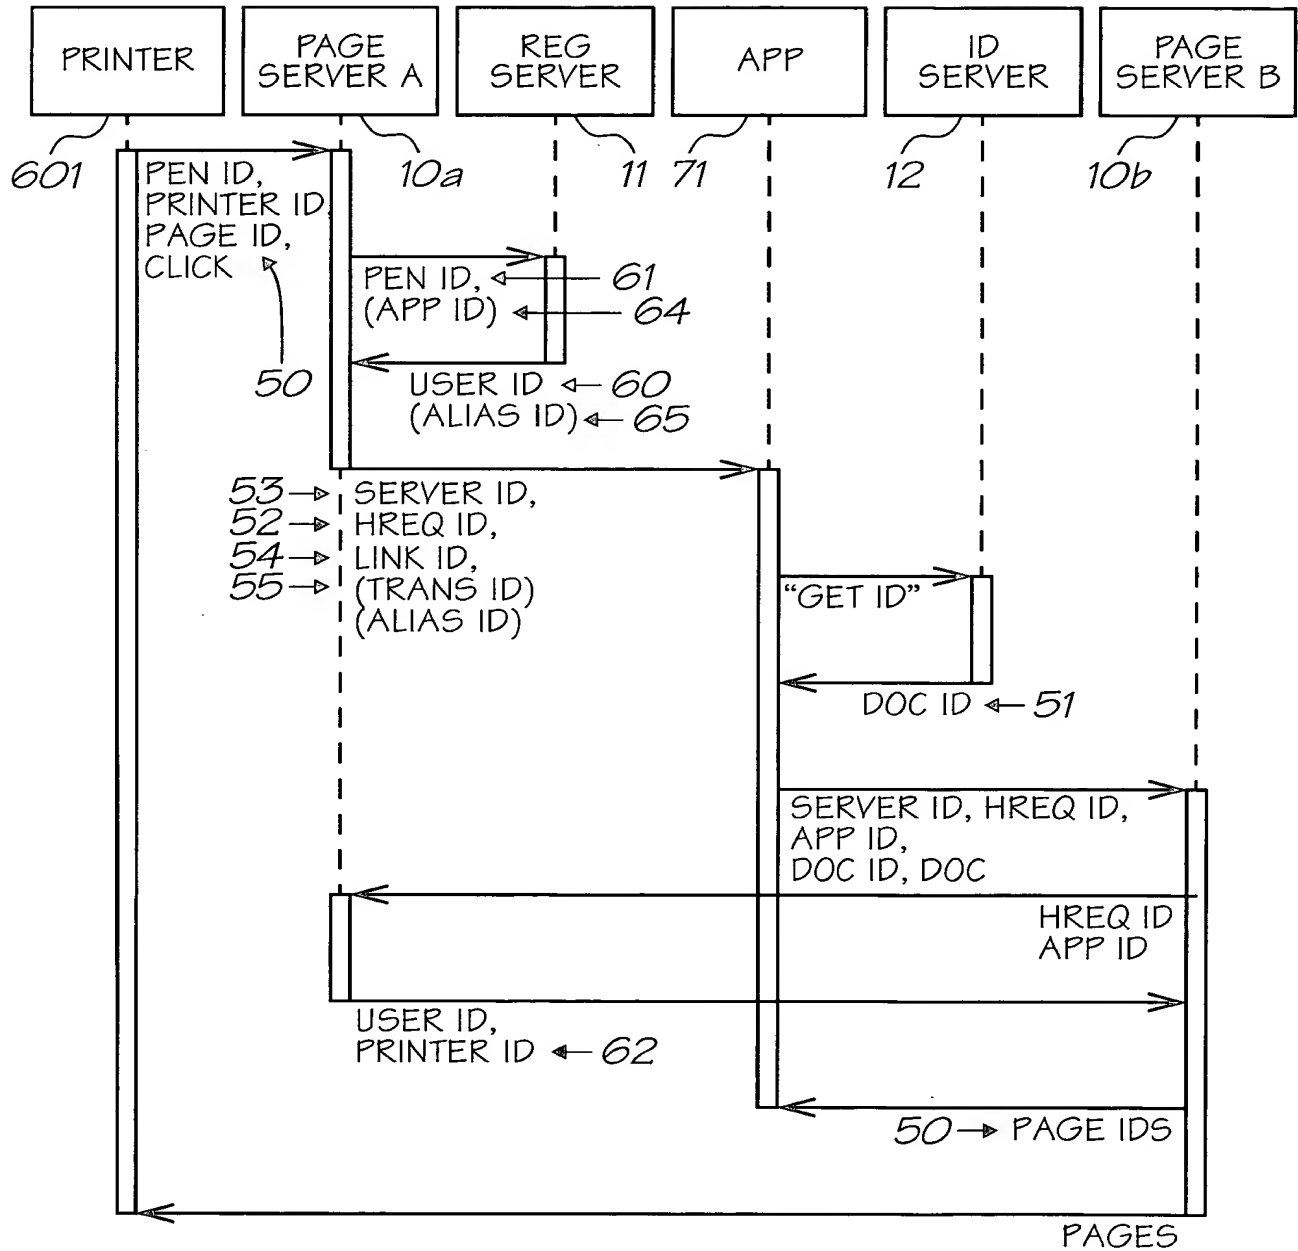 PRINTER
PAGE
SERVER A
REG
SERVER
APP
ID
SERVER
PAGE
SERVER B
601
10a
11
71
12
10b
PEN ID,
PRINTER ID
PAGE ID,
CLICK
50
PEN ID,
61
(APP ID)
64
USER ID
60
(ALIAS ID)
65
53
SERVER ID,
52
HREQ ID,
54
LINK ID,
55
(TRANS ID)
(ALIAS ID)
“GET ID”
DOC ID
51
SERVER ID, HREQ ID,
APP ID,
DOC ID, DOC
HREQ ID
APP ID
USER ID,
PRINTER ID
62
50
PAGE IDS
PAGES